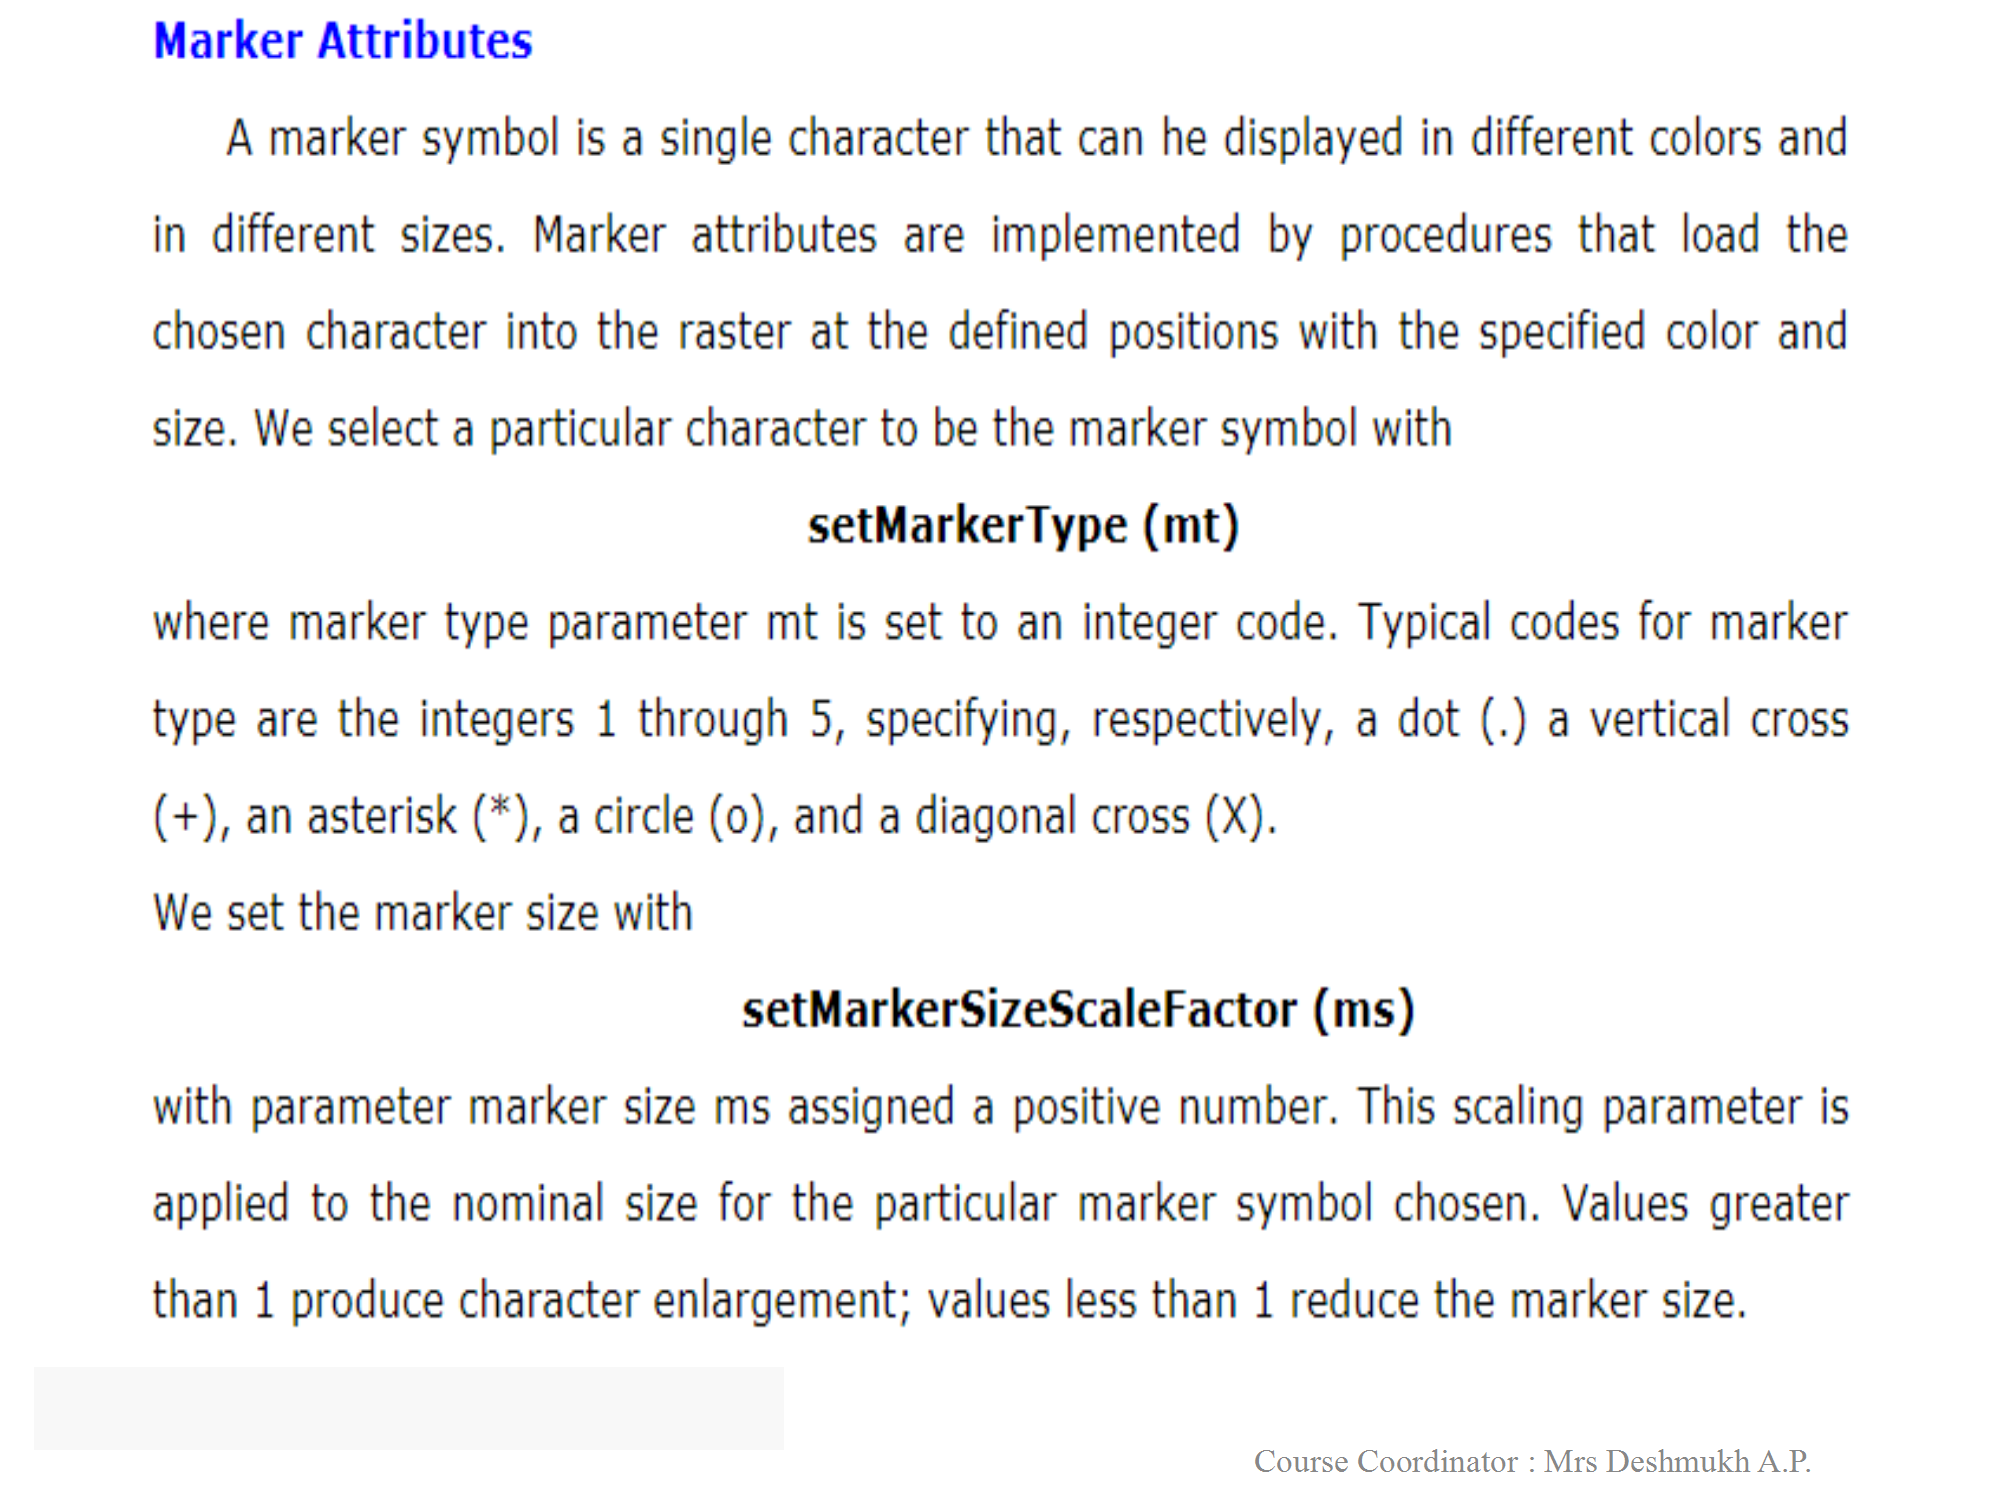 Marker Attributes
A marker symbol is a single character that can he displayed in different colors and
in different sizes. Marker attributes are implemented by procedures that load the
chosen character into the raster at the defined positions with the specified color and
size. We select a particular character to be the marker symbol with
setMarkerType (mt)
where marker type parameter mt is set to an integer code. Typical codes for marker
type are the integers 1 through 5, specifying, respectively, a dot (.) a vertical cross
(+), an asterisk (*), a circle (o), and a diagonal cross (X).
We set the marker size with
setMarkerSizeScaleFactor (ms)
with parameter marker size ms assigned a positive number. This scaling parameter is
applied to the nominal size for the particular marker symbol chosen. Values greater
than 1 produce character enlargement; values less than 1 reduce the marker size.
Course Coordinator : Mrs Deshmukh A.P.